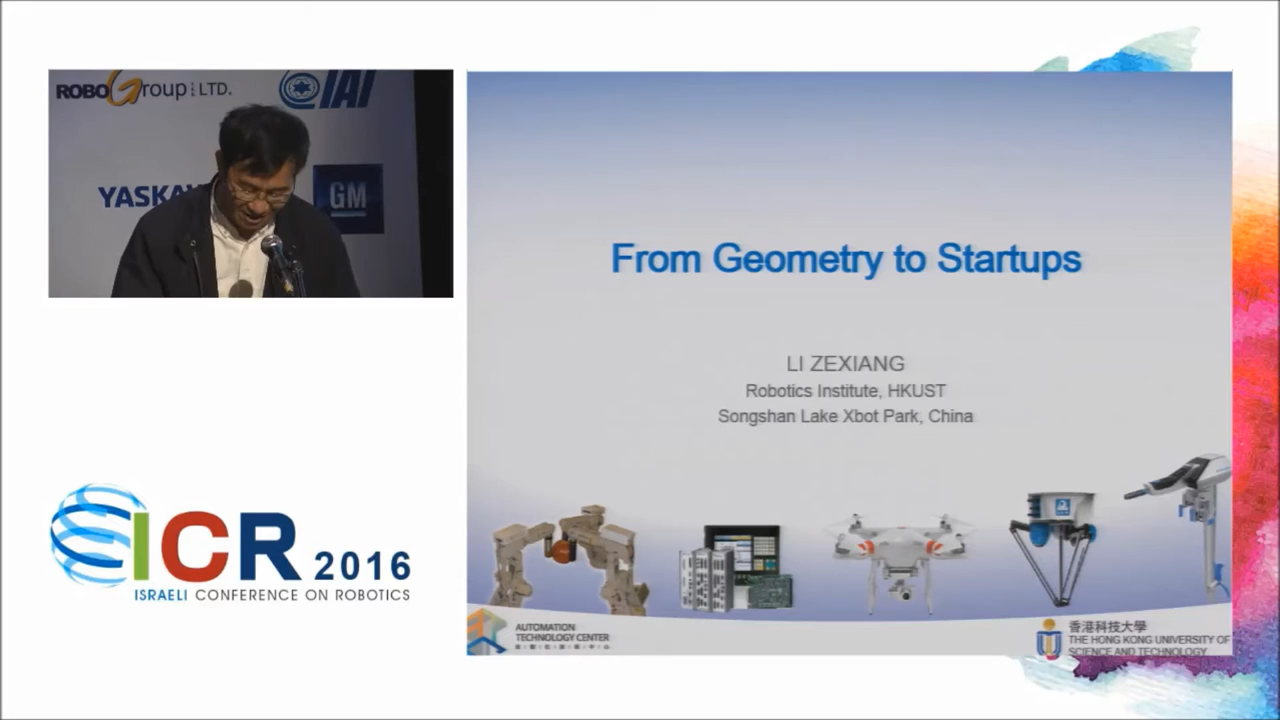 ROBOGroup LTD.
IAI
YASKAW
GM
From Geometry to Startups
LI ZEXIANG
Robotics Institute, HKUST
Songshan Lake Xbot Park, China
ICR 2016
ISRAELI CONFERENCE ON ROBOTICS
AUTOMATION
TECHNOLOGY CENTER
香港科技大學
THE HONG KONG UNIVERSITY OF
SCIENCE AND TECHNOLOGY